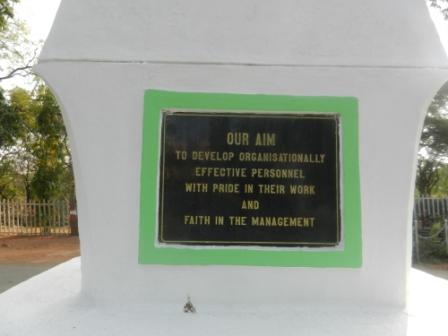 OUR AIM
TO DEVELOP ORGANISATIONALLY
EFFECTIVE PERSONNEL
WITH PRIDE IN THEIR WORK
AND
FAITH IN THE MANAGEMENT